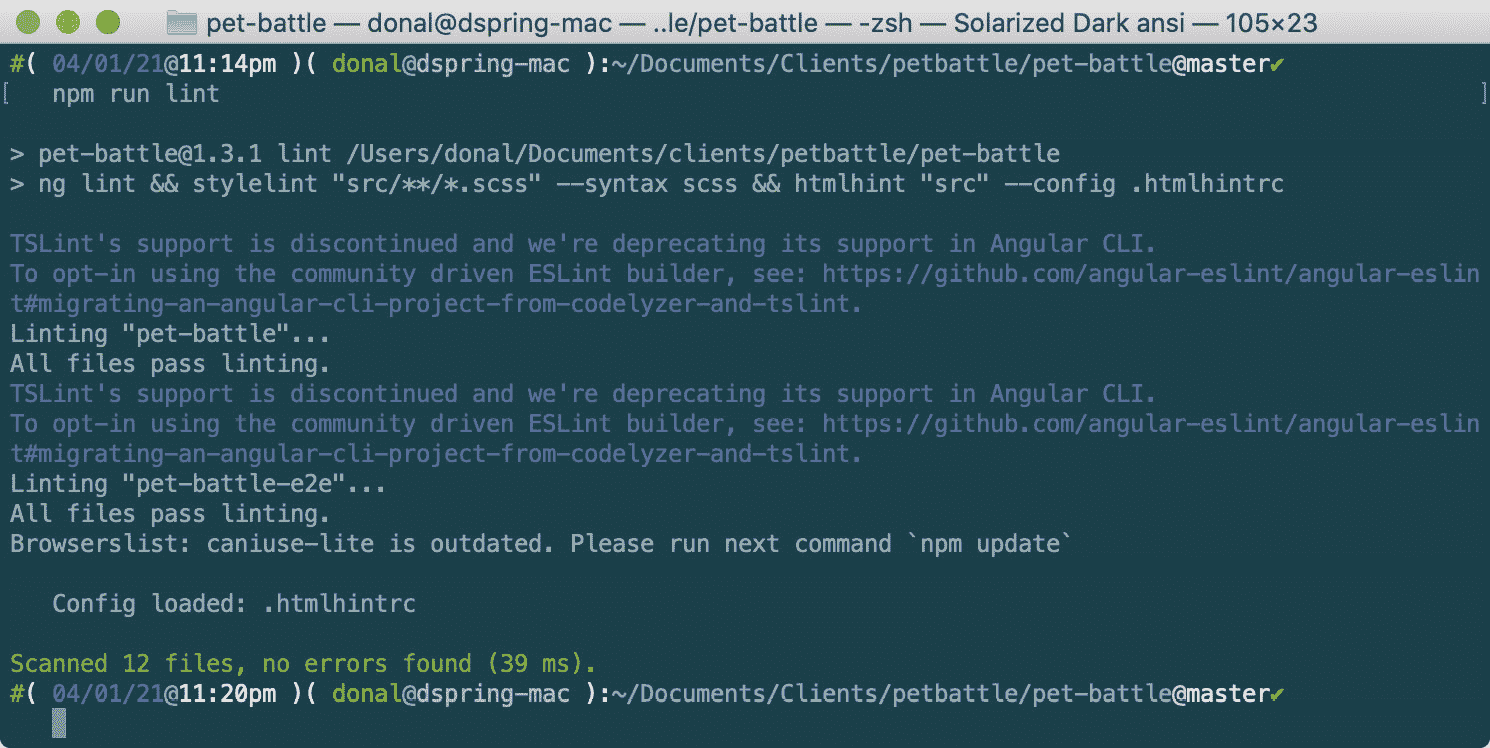 pet-battle — donal@dspring-mac — ..le/pet-battle — -zsh — Solarized Dark ansi — 105×23
#( 04/01/21@11:14pm )( donal@dspring-mac ):~/Documents/Clients/petbattle/pet-battle@master✔
[   npm run lint ]
> pet-battle@1.3.1 lint /Users/donal/Documents/clients/petbattle/pet-battle
> ng lint && stylelint "src/**/*.scss" --syntax scss && htmlhint "src" --config .htmlhintrc
TSLint's support is discontinued and we're deprecating its support in Angular CLI.
To opt-in using the community driven ESLint builder, see: https://github.com/angular-eslint/angular-eslin
t#migrating-an-angular-cli-project-from-codelyzer-and-tslint.
Linting "pet-battle"...
All files pass linting.
TSLint's support is discontinued and we're deprecating its support in Angular CLI.
To opt-in using the community driven ESLint builder, see: https://github.com/angular-eslint/angular-eslin
t#migrating-an-angular-cli-project-from-codelyzer-and-tslint.
Linting "pet-battle-e2e"...
All files pass linting.
Browserslist: caniuse-lite is outdated. Please run next command `npm update`
Config loaded: .htmlhintrc
Scanned 12 files, no errors found (39 ms).
#( 04/01/21@11:20pm )( donal@dspring-mac ):~/Documents/Clients/petbattle/pet-battle@master✔